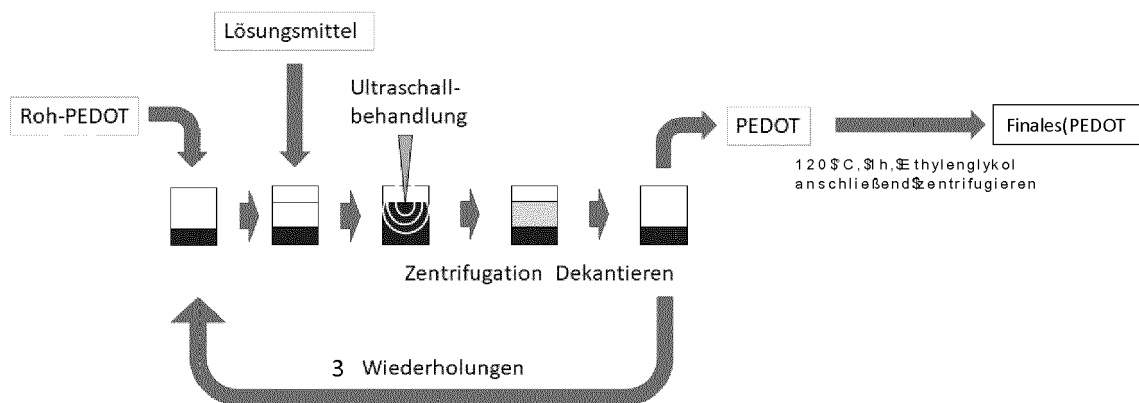 Lösungsmittel
Roh-PEDOT
Ultraschall-
behandlung
PEDOT
Finales(PEDOT
120$C,$1h,$Ethylenglykol
anschließend$zentrifugieren
Zentrifugation Dekantieren
3 Wiederholungen